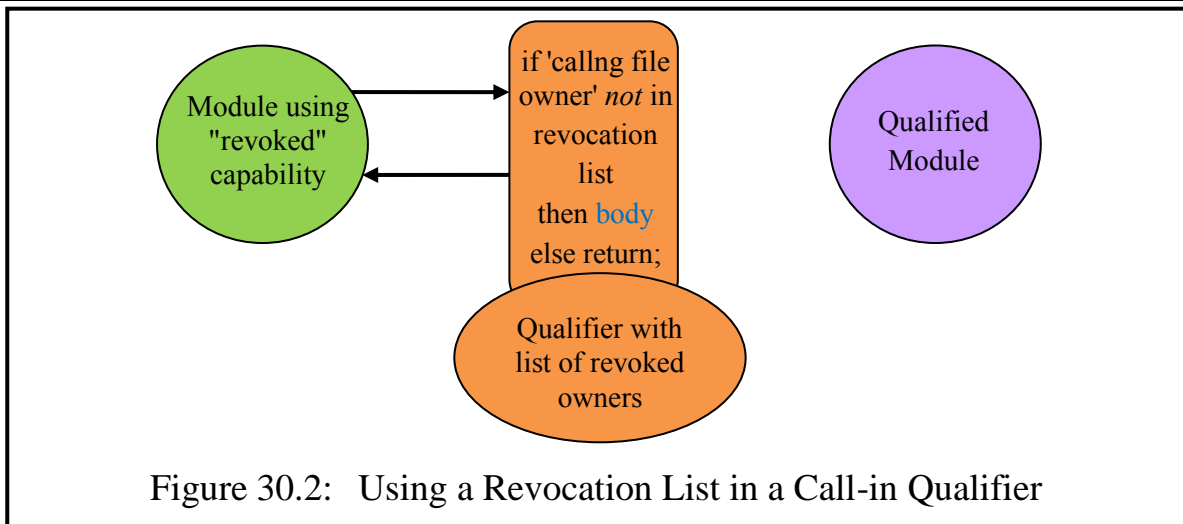 Module using
"revoked"
capability
if 'callng file
owner' not in
revocation
list
then body
else return;
Qualified
Module
Qualifier with
list of revoked
owners
Figure 30.2: Using a Revocation List in a Call-in Qualifier